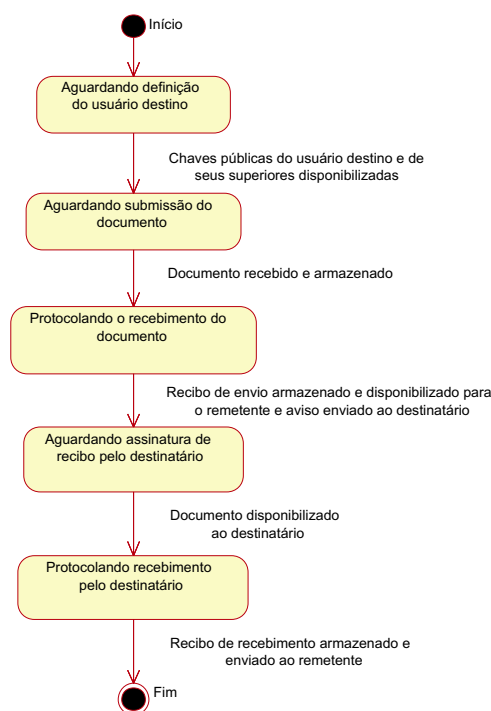 Início
Aguardando definição
do usuário destino
Chaves públicas do usuário destino e de
seus superiores disponibilizadas
Aguardando submissão do
documento
Documento recebido e armazenado
Protocolando o recebimento do
documento
Recibo de envio armazenado e disponibilizado para
o remetente e aviso enviado ao destinatário
Aguardando assinatura de
recibo pelo destinatário
Documento disponibilizado
ao destinatário
Protocolando recebimento
pelo destinatário
Recibo de recebimento armazenado e
enviado ao remetente
Fim